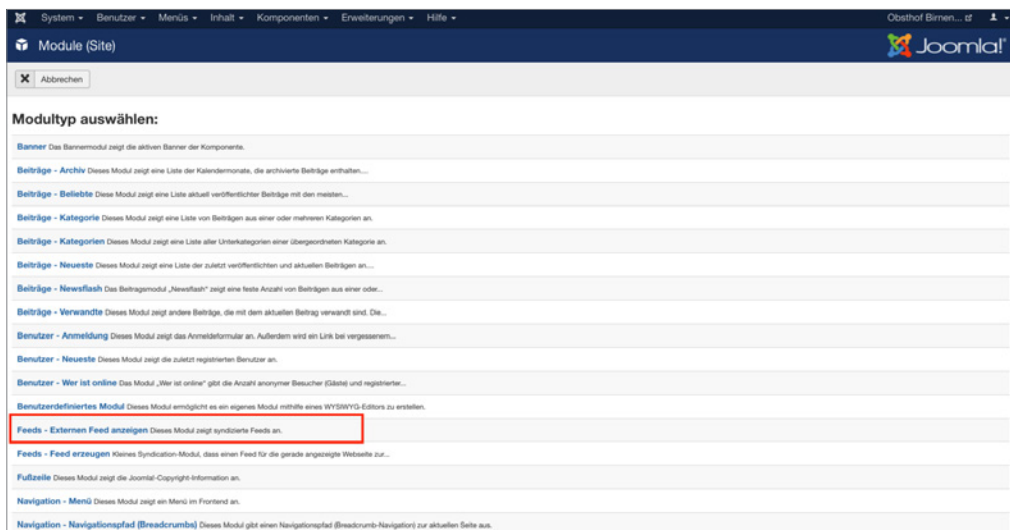 System Benutzer Menüs Inhalt Komponenten Erweiterungen Hilfe Obsthof Birnen...
Module (Site) Joomla!
Abbrechen
Modultyp auswählen:
Banner Das Bannermodul zeigt die aktiven Banner der Komponente.
Beiträge - Archiv Dieses Modul zeigt eine Liste der Kalendermonate, die archivierte Beiträge enthalten....
Beiträge - Beliebte Diese Modul zeigt eine Liste aktuell veröffentlichter Beiträge mit den meisten...
Beiträge - Kategorie Dieses Modul zeigt eine Liste von Beiträgen aus einer oder mehreren Kategorien an.
Beiträge - Kategorien Dieses Modul zeigt eine Liste aller Unterkategorien einer übergeordneten Kategorie an.
Beiträge - Neueste Dieses Modul zeigt eine Liste der zuletzt veröffentlichten und aktuellen Beiträgen an....
Beiträge - Newsflash Das Beitragsmodul „Newsflash" zeigt eine feste Anzahl von Beiträgen aus einer oder...
Beiträge - Verwandte Dieses Modul zeigt andere Beiträge, die mit dem aktuellen Beitrag verwandt sind. Die...
Benutzer - Anmeldung Dieses Modul zeigt das Anmeldeformular an. Außerdem wird ein Link bei vergessenem...
Benutzer - Neueste Dieses Modul zeigt die zuletzt registrierten Benutzer an.
Benutzer - Wer ist online Das Modul „Wer ist online" gibt die Anzahl anonymer Besucher (Gäste) und registrierter...
Benutzerdefiniertes Modul Dieses Modul ermöglicht es ein eigenes Modul mithilfe eines WYSIWYG-Editors zu erstellen.
Feeds - Externen Feed anzeigen Dieses Modul zeigt syndizierte Feeds an.
Feeds - Feed erzeugen Kleines Syndication-Modul, dass einen Feed für die gerade angezeigte Webseite zur...
Fußzeile Dieses Modul zeigt die Joomla!-Copyright-Information an.
Navigation - Menü Dieses Modul zeigt ein Menü im Frontend an.
Navigation - Navigationspfad (Breadcrumbs) Dieses Modul gibt einen Navigationspfad (Breadcrumb-Navigation) zur aktuellen Seite aus.